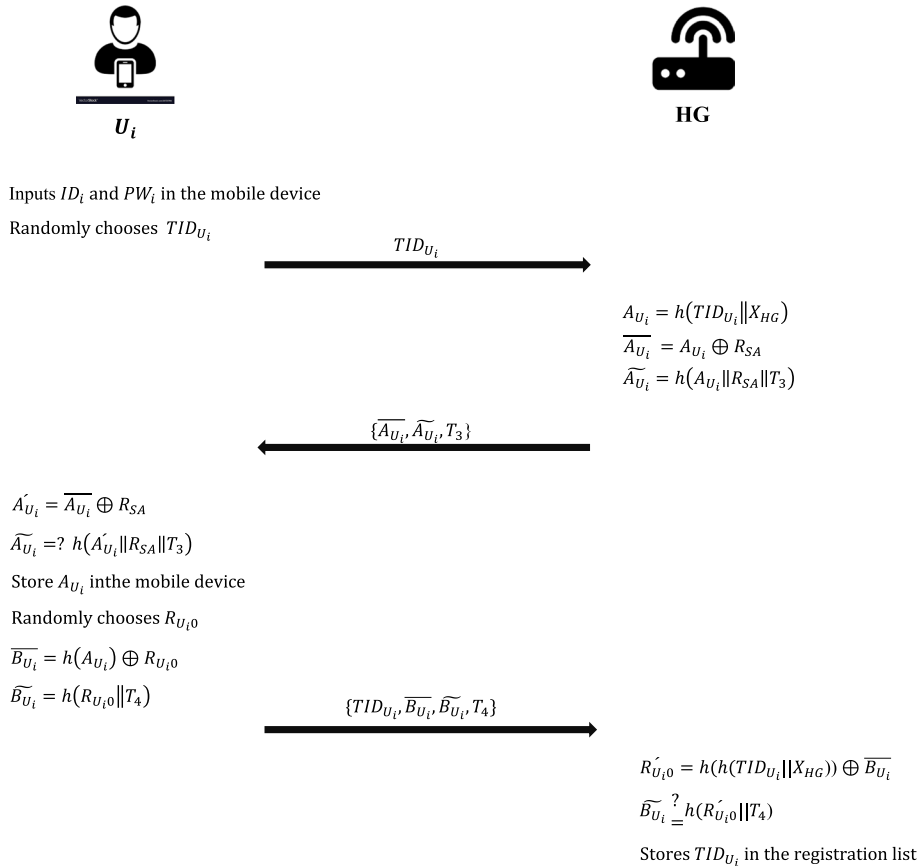 U_i
HG
Inputs ID_i and PW_i in the mobile device
Randomly chooses TID_{U_i}
TID_{U_i}
A_{U_i} = h(TID_{U_i}||X_{HG})
\overline{A_{U_i}} = A_{U_i} ⊕ R_{SA}
\widetilde{A_{U_i}} = h(A_{U_i}||R_{SA}||T_3)
{\overline{A_{U_i}}, \widetilde{A_{U_i}}, T_3}
A´_{U_i} = \overline{A_{U_i}} ⊕ R_{SA}
\widetilde{A_{U_i}} =? h(A´_{U_i}||R_{SA}||T_3)
Store A_{U_i} inthe mobile device
Randomly chooses R_{U_i0}
\overline{B_{U_i}} = h(A_{U_i}) ⊕ R_{U_i0}
\widetilde{B_{U_i}} = h(R_{U_i0}||T_4)
{TID_{U_i}, \overline{B_{U_i}}, \widetilde{B_{U_i}}, T_4}
R´_{U_i0} = h(h(TID_{U_i}||X_{HG})) ⊕ \overline{B_{U_i}}
\widetilde{B_{U_i}} \stackrel{?}{=} h(R´_{U_i0}||T_4)
Stores TID_{U_i} in the registration list